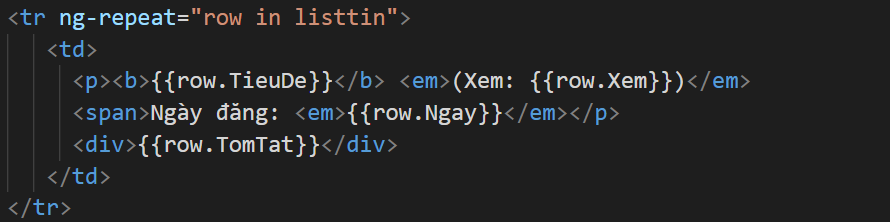 <tr ng-repeat="row in listtin">
<td>
<p><b>{{row.TieuDe}}</b> <em>(Xem: {{row.Xem}})</em>
<span>Ngày đăng: <em>{{row.Ngay}}</em></p>
<div>{{row.TomTat}}</div>
</td>
</tr>